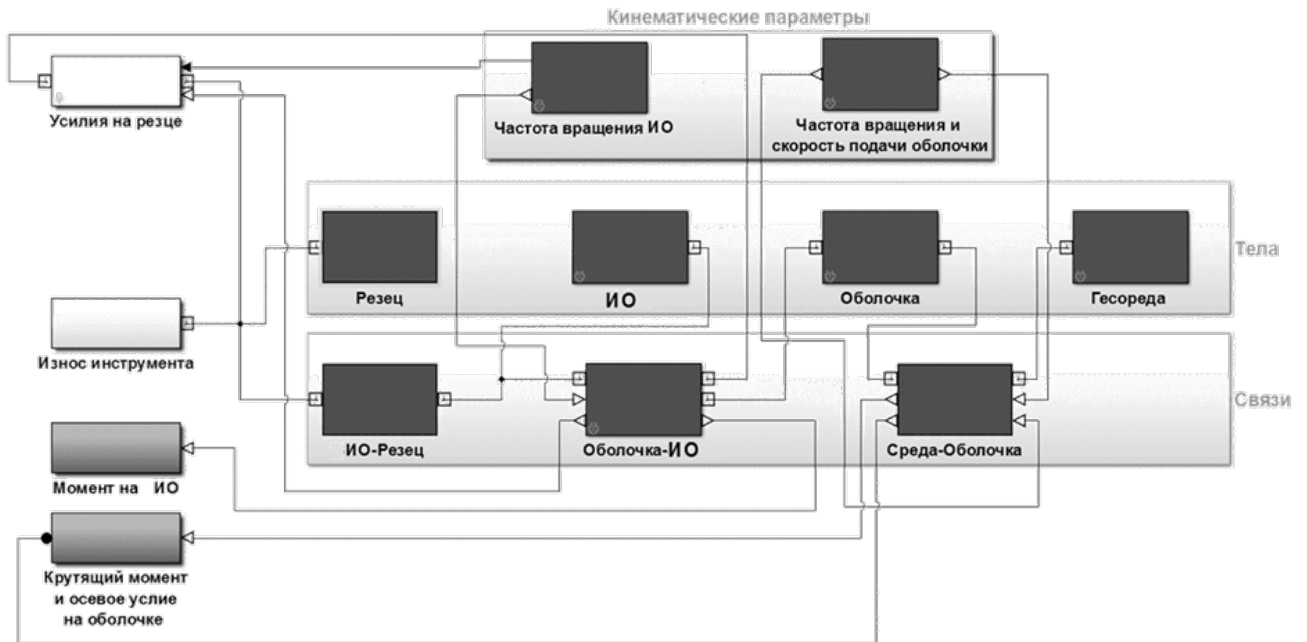 Кинематические параметры
Усилия на резце
Частота вращения ИО
Частота вращения и
скорость подачи оболочки
Резец
ИО
Оболочка
Гесореда
Тела
Износ инструмента
ИО-Резец
Оболочка-ИО
Среда-Оболочка
Связи
Момент на ИО
Крутящий момент
и осевое услие
на оболочке